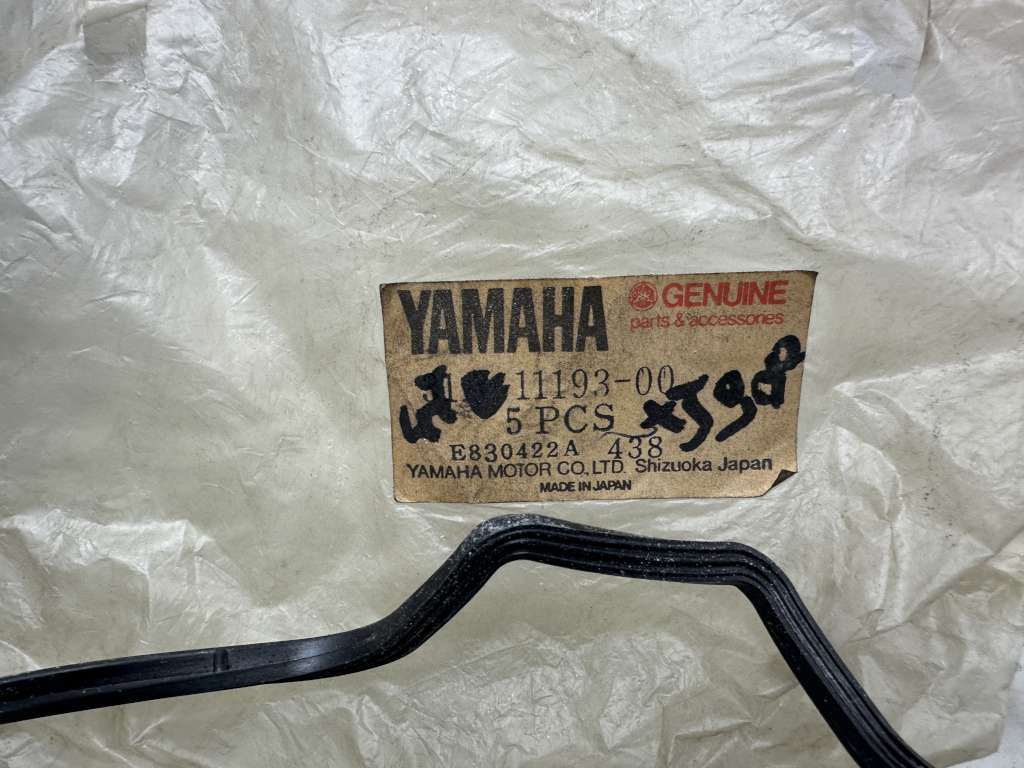 YAMAHA GENUINE
parts & accessories
11193-00
5 PCS XJ900
E830422A 438
YAMAHA MOTOR CO., LTD. Shizuoka Japan
MADE IN JAPAN